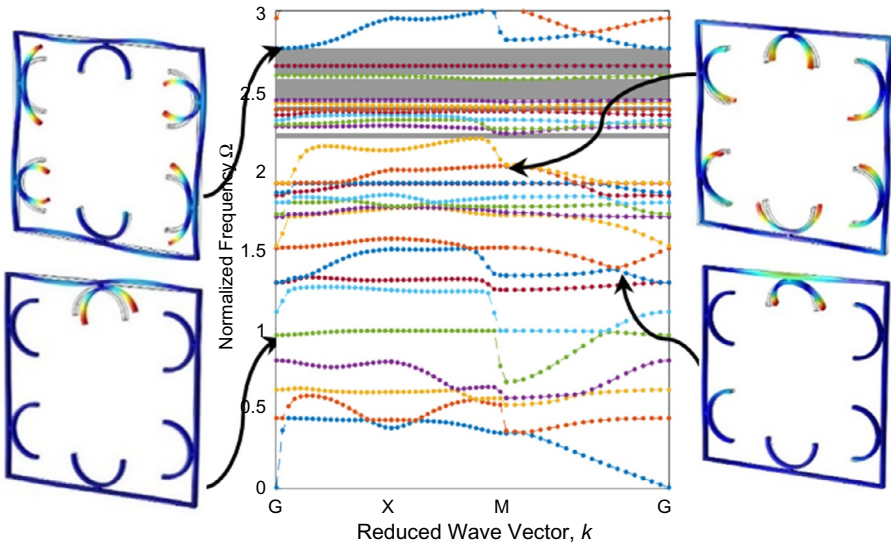 3
2.5
2
1.5
1
0.5
0
Normalized Frequency Ω
G X M G
Reduced Wave Vector, k